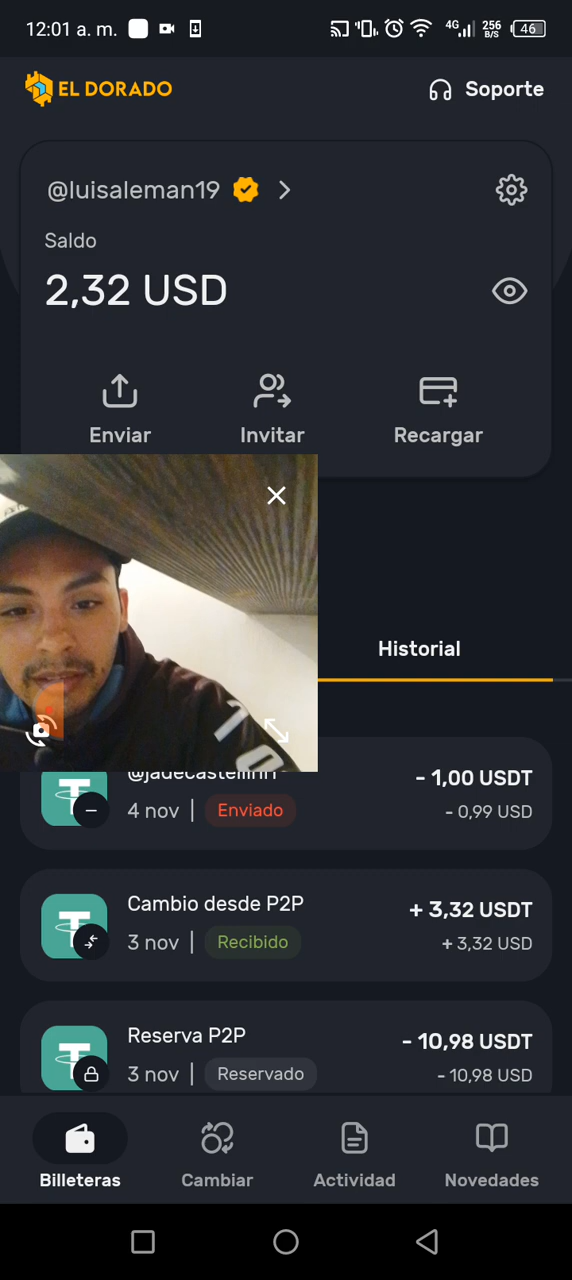 12:01 a. m.
4G
256 B/S
46
EL DORADO
Soporte
@luisaleman19
Saldo
2,32 USD
Enviar
Invitar
Recargar
Historial
- 1,00 USDT
4 nov | Enviado
- 0,99 USD
Cambio desde P2P
+ 3,32 USDT
3 nov | Recibido
+ 3,32 USD
Reserva P2P
- 10,98 USDT
3 nov | Reservado
- 10,98 USD
Billeteras
Cambiar
Actividad
Novedades